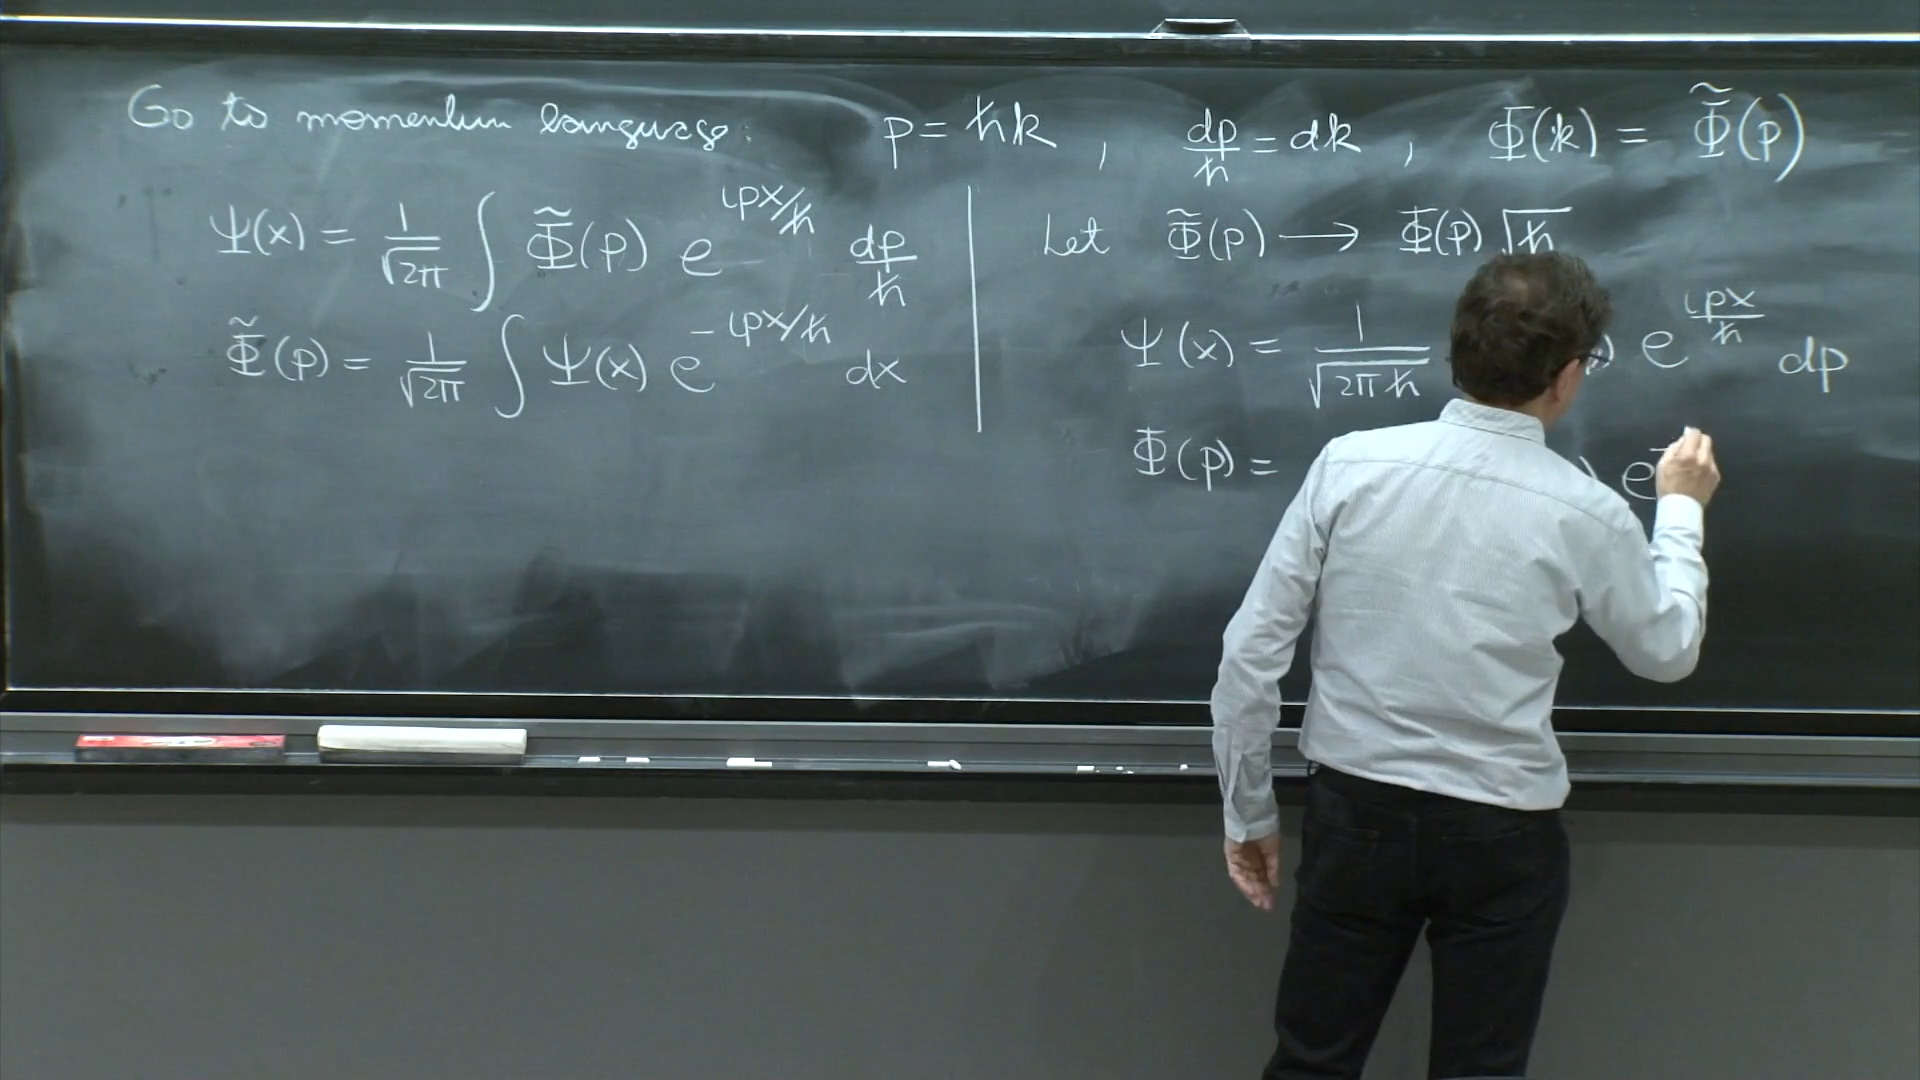 Go to momentum language: p = ħk , dp/ħ = dk , Φ(k) = Φ̃(p)
Ψ(x) = 1/√2π ∫ Φ̃(p) e^ipx/ħ dp/ħ
Φ̃(p) = 1/√2π ∫ Ψ(x) e^-ipx/ħ dx
Let Φ̃(p) → Φ(p) √ħ
Ψ(x) = 1/√2πħ ) e^ipx/ħ dp
Φ(p) = ) e^-